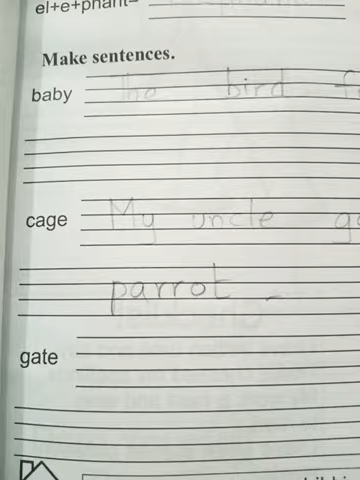 el+e+phant=
Make sentences.
baby The bird
cage My uncle
parrot
gate